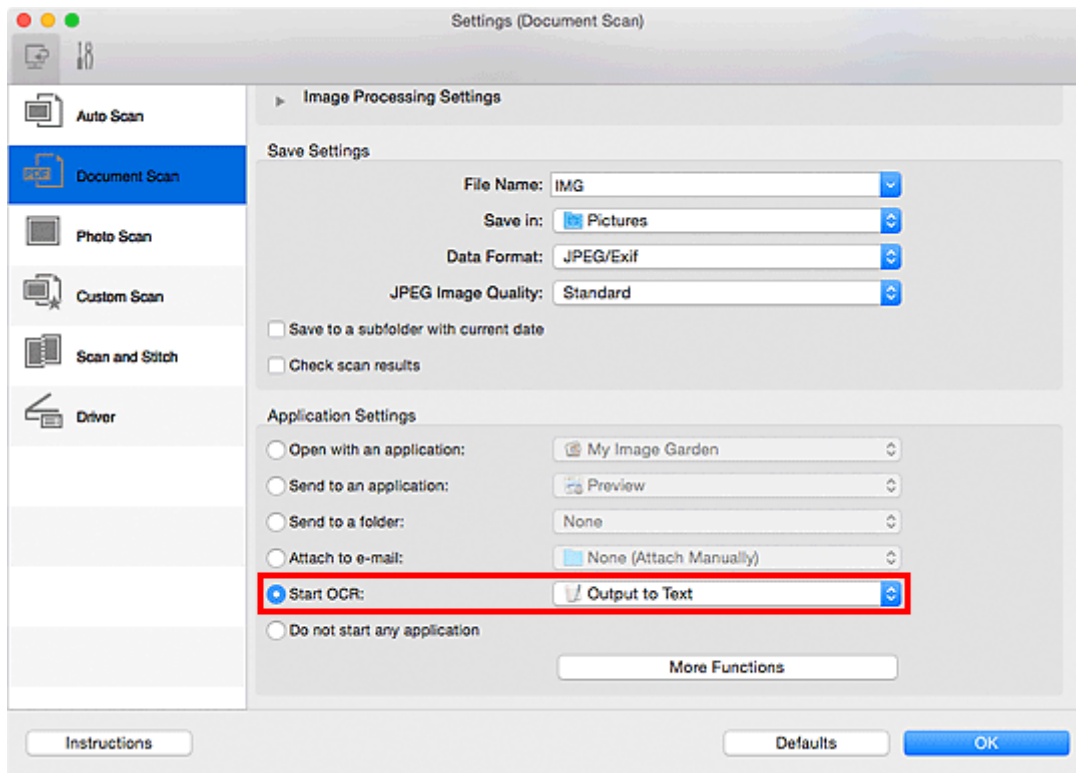 Settings (Document Scan)
Auto Scan
PDF
Document Scan
Photo Scan
Custom Scan
Scan and Stitch
Driver
Image Processing Settings
Save Settings
File Name: IMG
Save in: Pictures
Data Format: JPEG/Exif
JPEG Image Quality: Standard
Save to a subfolder with current date
Check scan results
Application Settings
Open with an application: My Image Garden
Send to an application: Preview
Send to a folder: None
Attach to e-mail: None (Attach Manually)
Start OCR: Output to Text
Do not start any application
More Functions
Instructions Defaults OK